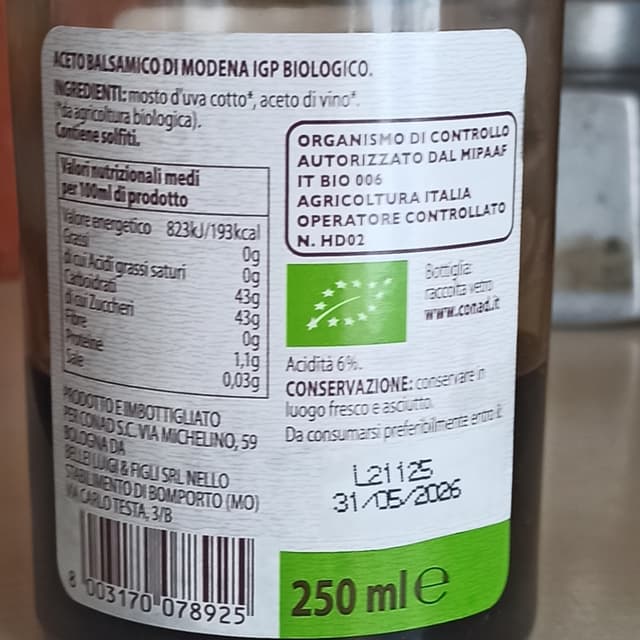 ACETO BALSAMICO DI MODENA IGP BIOLOGICO.
INGREDIENTI: mosto d'uva cotto*, aceto di vino*.
(*da agricoltura biologica).
Contiene solfiti.
Valori nutrizionali medi
per 100ml di prodotto
Valore energetico 823kJ/193kcal
Grassi 0g
di cui Acidi grassi saturi 0g
Carboidrati 43g
di cui Zuccheri 43g
Fibre 0g
Proteine 1,1g
Sale 0,03g
PRODOTTO E IMBOTTIGLIATO
PER CONAD S.C. VIA MICHELINO, 59
BOLOGNA DA
BELLEI LUIGI & FIGLI SRL NELLO
STABILIMENTO DI BOMPORTO (MO)
VIA CARLO TESTA, 3/B
8 003170 078925
ORGANISMO DI CONTROLLO
AUTORIZZATO DAL MIPAAF
IT BIO 006
AGRICOLTURA ITALIA
OPERATORE CONTROLLATO
N. HD02
Bottiglia:
raccolta vetro
www.conad.it
Acidità 6%.
CONSERVAZIONE: conservare in
luogo fresco e asciutto.
Da consumarsi preferibilmente entro il:
L21125
31/05/2026
250 ml e